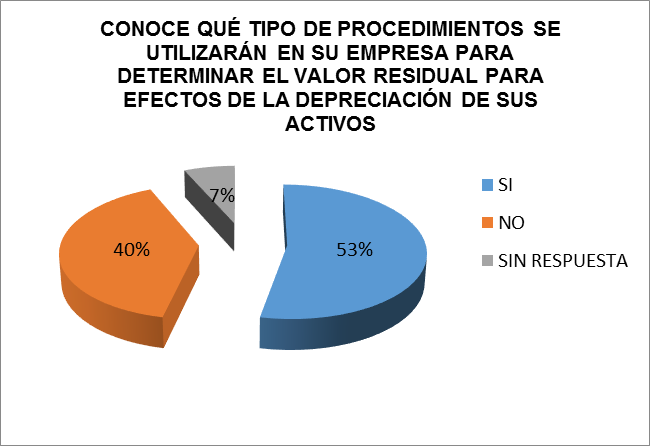 CONOCE QUÉ TIPO DE PROCEDIMIENTOS SE
UTILIZARÁN EN SU EMPRESA PARA
DETERMINAR EL VALOR RESIDUAL PARA
EFECTOS DE LA DEPRECIACIÓN DE SUS
ACTIVOS
7%
40%
53%
SI
NO
SIN RESPUESTA